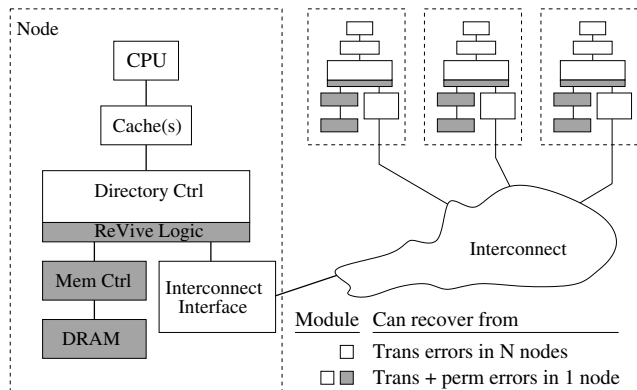 Node
CPU
Cache(s)
Directory Ctrl
ReVive Logic
Mem Ctrl
Interconnect
Interface
DRAM
Interconnect
Module Can recover from
Trans errors in N nodes
Trans + perm errors in 1 node